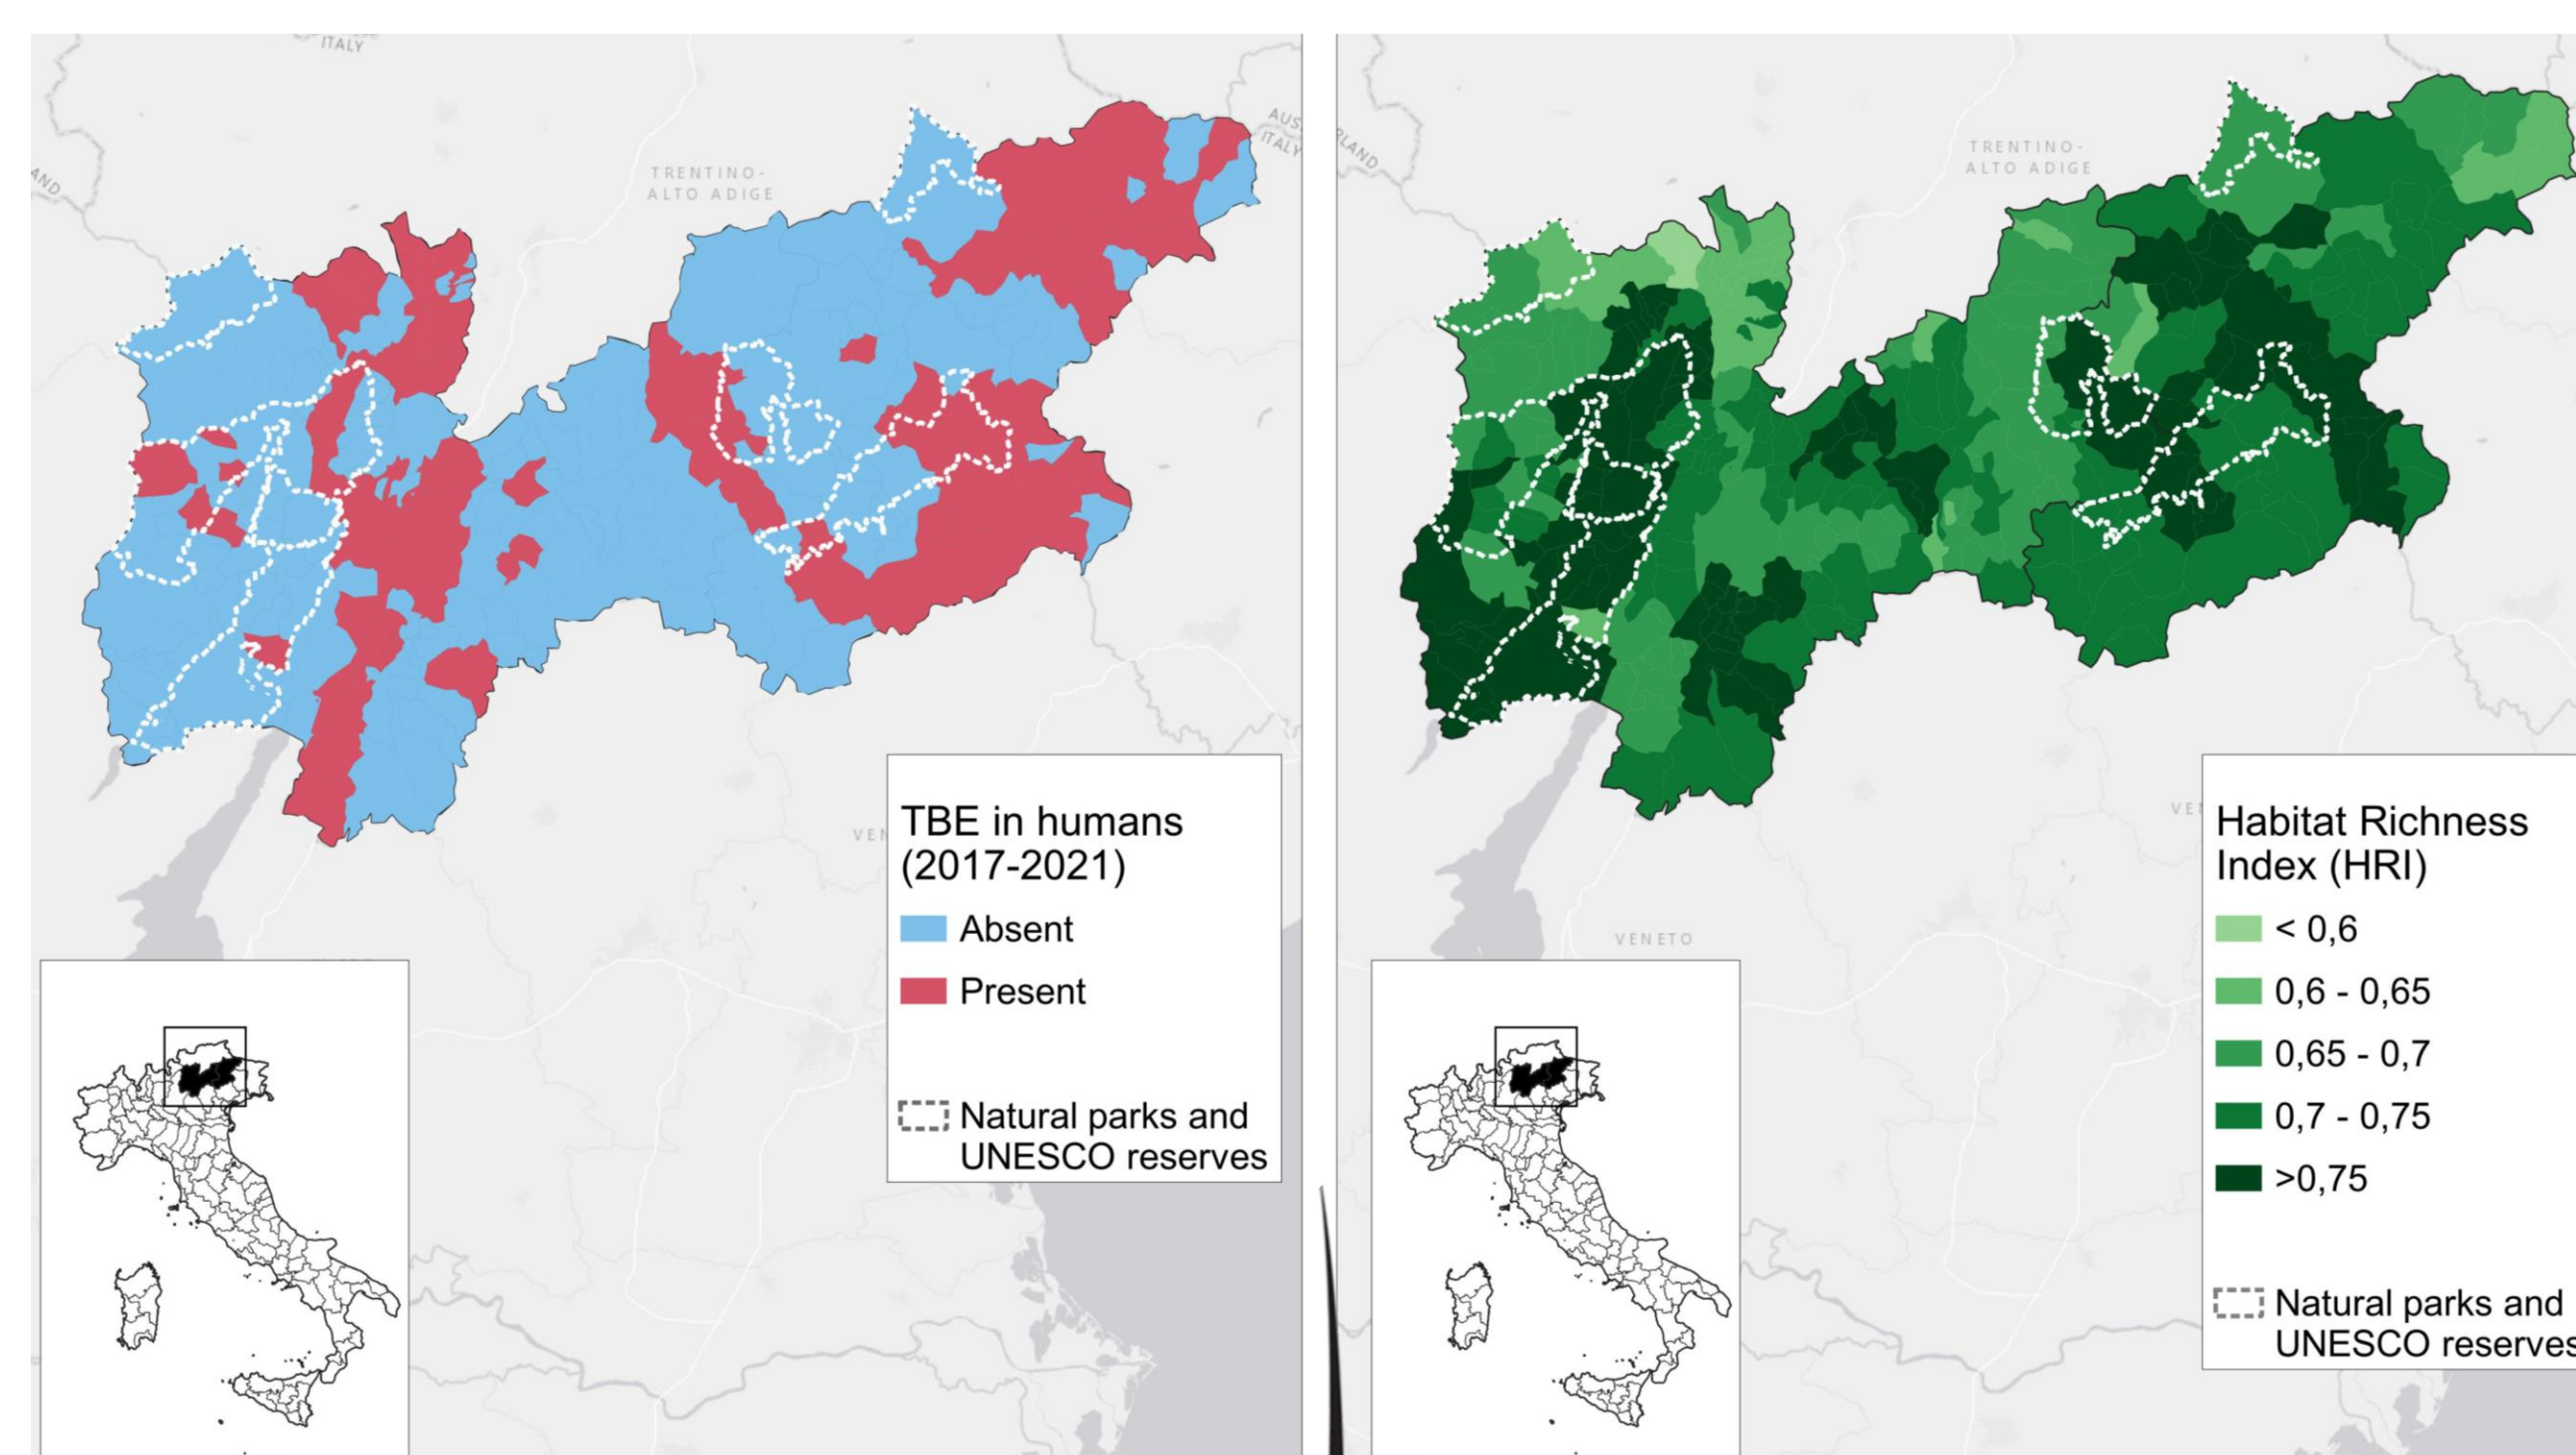 ITALY
AND
TRENTINO-
ALTO ADIGE
AUS
ITALY
VEN
TBE in humans
(2017-2021)
Absent
Present
Natural parks and
UNESCO reserves
RLAND
TRENTINO-
ALTO ADIGE
VENETO
VE
Habitat Richness
Index (HRI)
< 0,6
0,6 - 0,65
0,65 - 0,7
0,7 - 0,75
>0,75
Natural parks and
UNESCO reserves